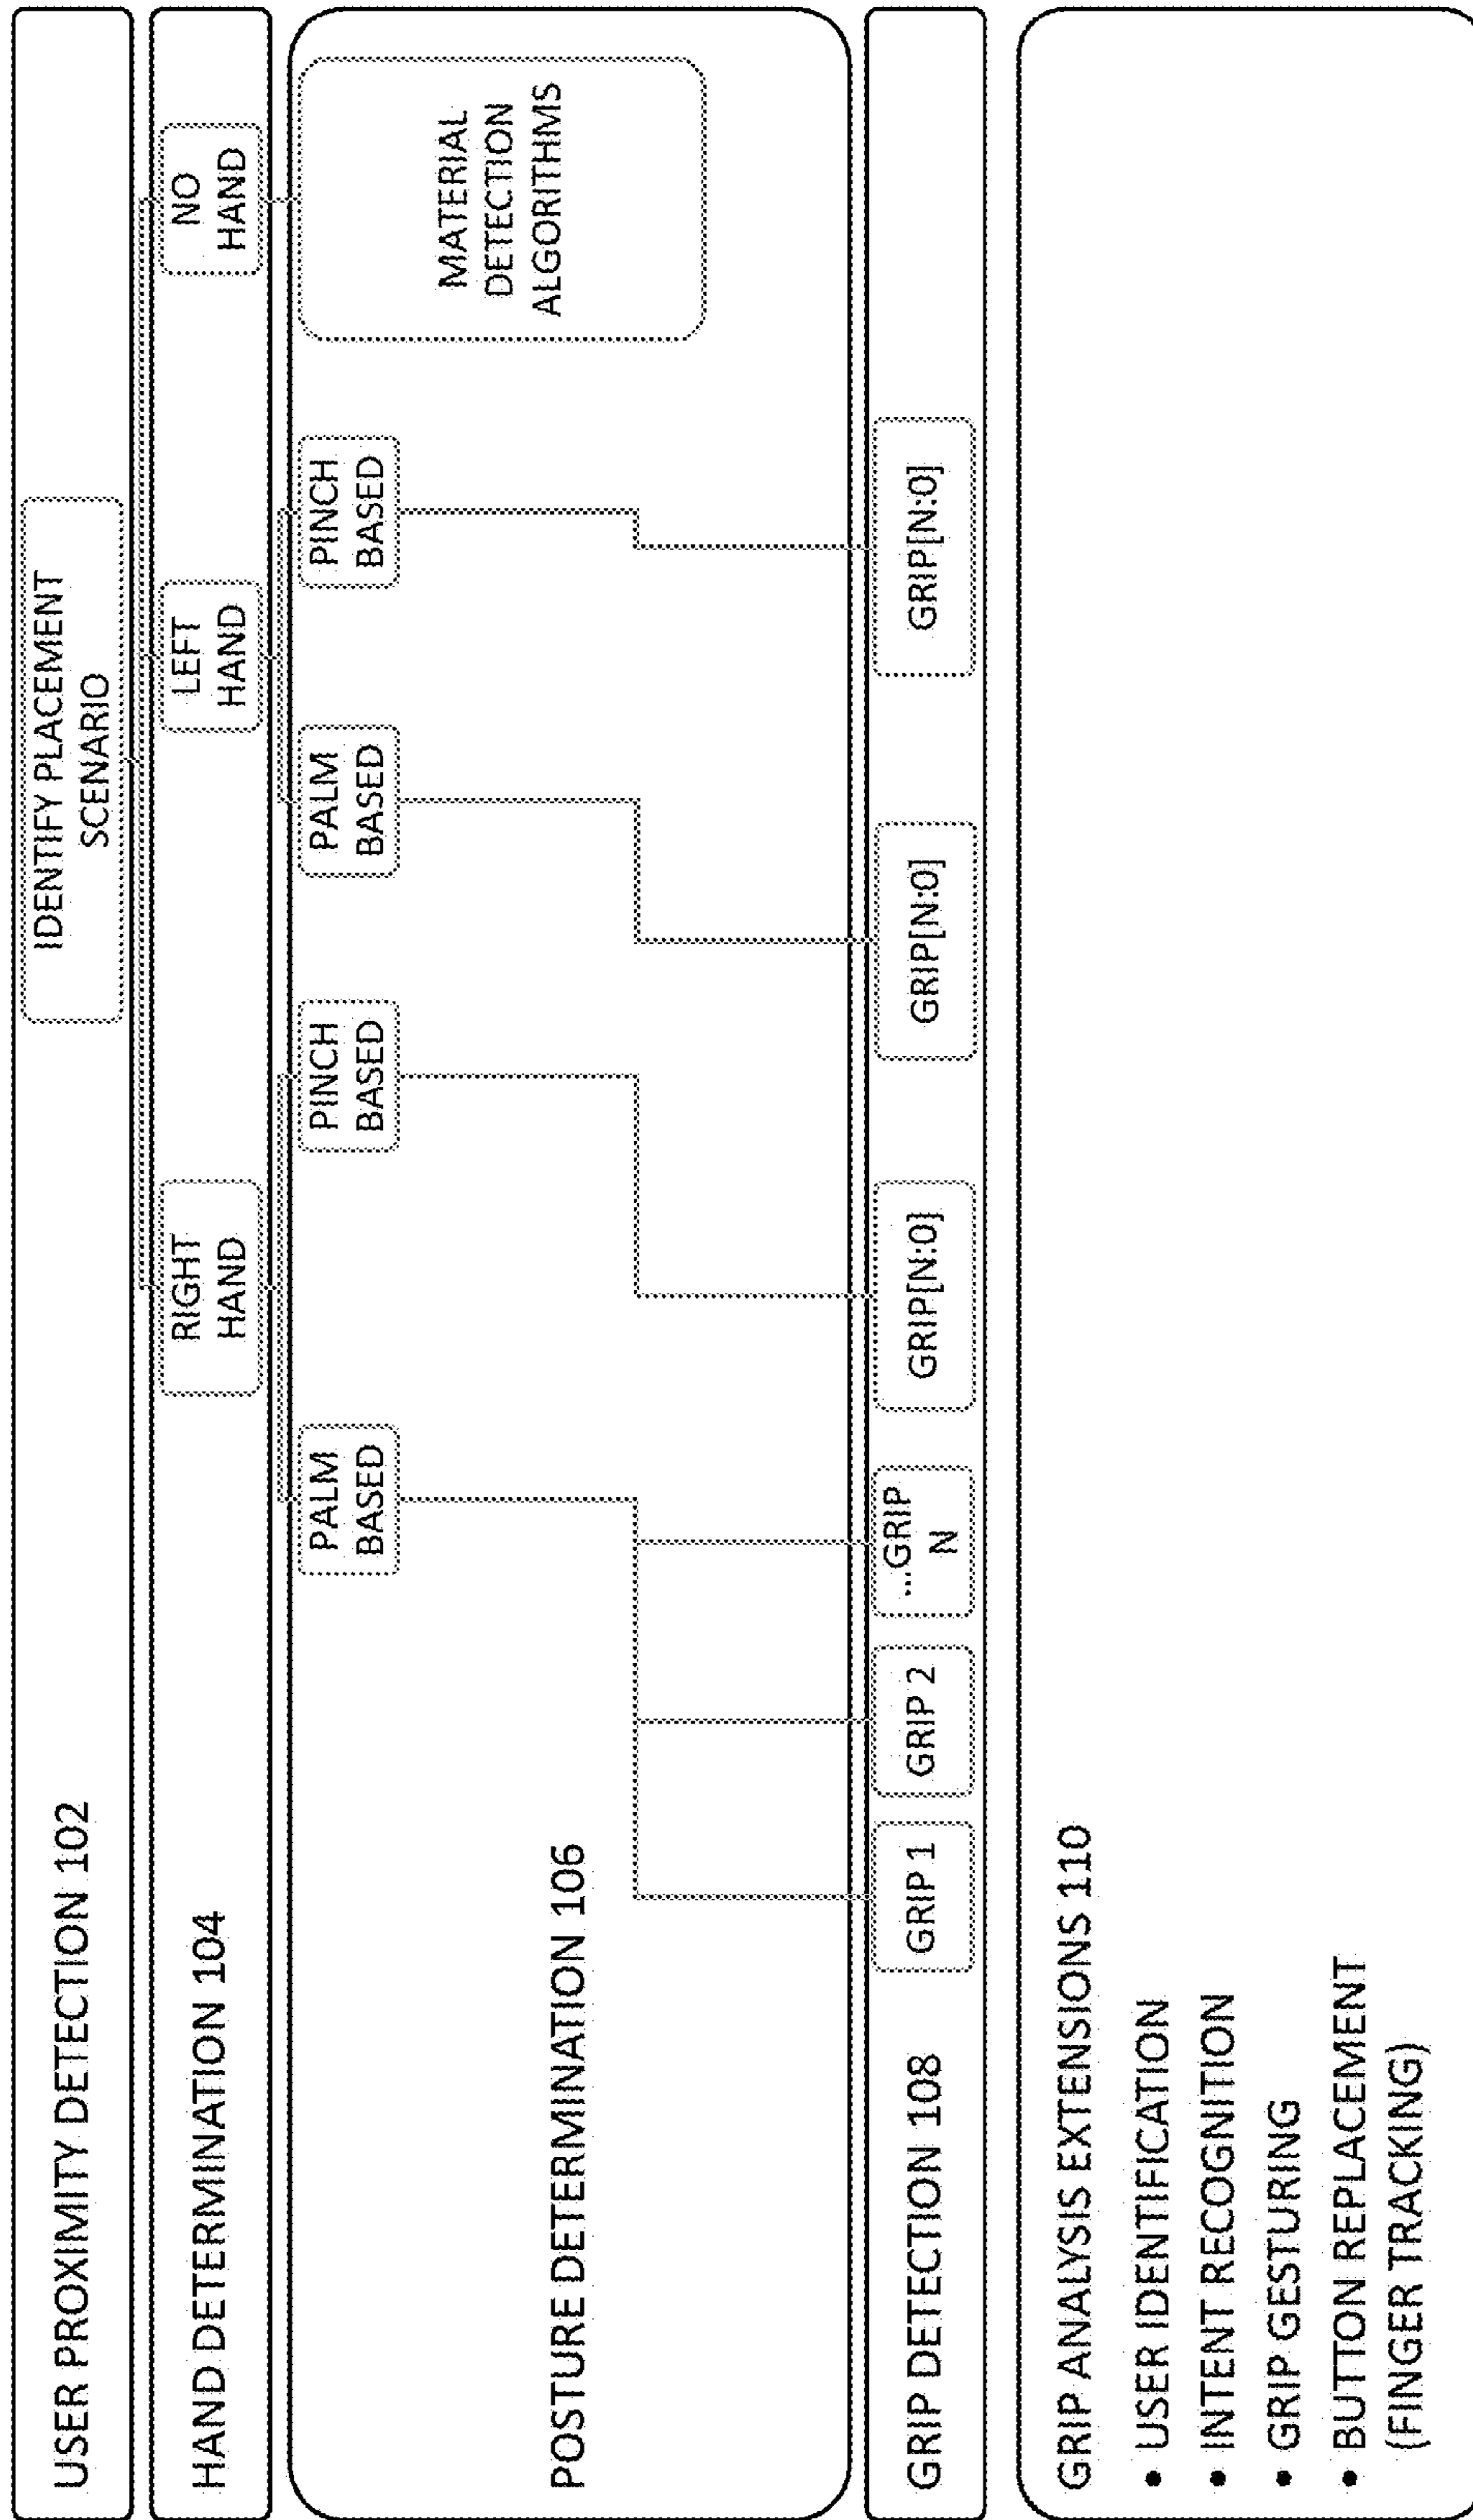 USER PROXIMITY DETECTION 102
IDENTIFY PLACEMENT
SCENARIO
HAND DETERMINATION 104
RIGHT
HAND
LEFT
HAND
NO
HAND
POSTURE DETERMINATION 106
PALM
BASED
PINCH
BASED
PALM
BASED
PINCH
BASED
MATERIAL
DETECTION
ALGORITHMS
GRIP DETECTION 108
GRIP 1
GRIP 2
...GRIP
N
GRIP[N:0]
GRIP[N:0]
GRIP[N:0]
GRIP ANALYSIS EXTENSIONS 110
• USER IDENTIFICATION
• INTENT RECOGNITION
• GRIP GESTURING
• BUTTON REPLACEMENT
(FINGER TRACKING)